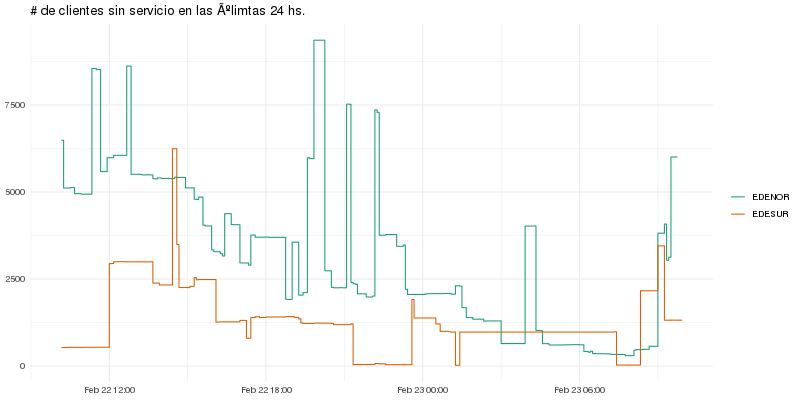 # de clientes sin servicio en las Ãºlimtas 24 hs.
7500
5000
2500
0
Feb 22 12:00
Feb 22 18:00
Feb 23 00:00
Feb 23 06:00
EDENOR
EDESUR